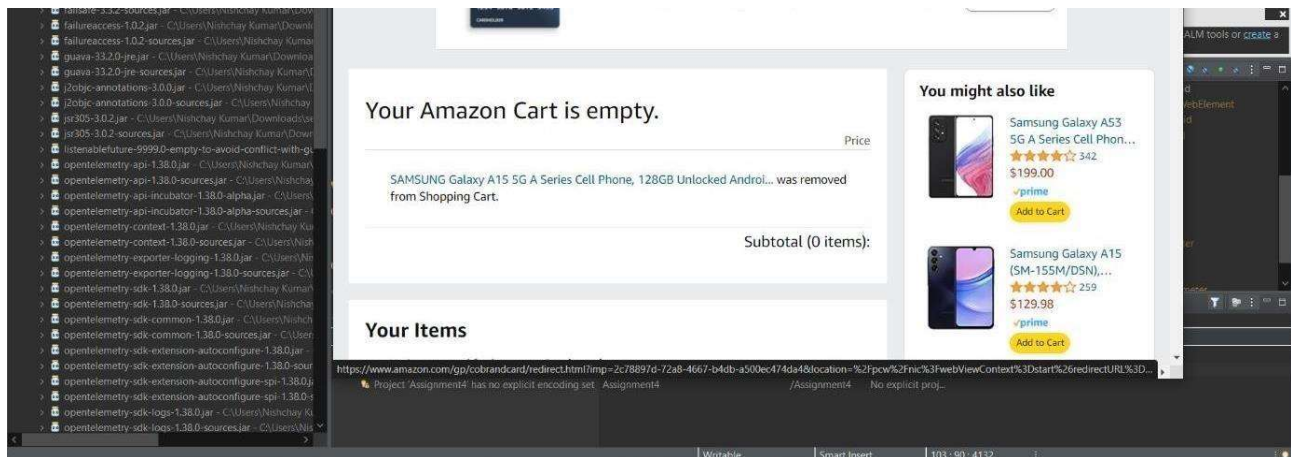 failsafe-3.3.2-sources.jar - C:\Users\Nishchay Kumar\Downl
failureaccess-1.0.2.jar - C:\Users\Nishchay Kumar\Downl
failureaccess-1.0.2-sources.jar - C:\Users\Nishchay Kumar
guava-33.2.0-jre.jar - C:\Users\Nishchay Kumar\Downloa
guava-33.2.0-jre-sources.jar - C:\Users\Nishchay Kumar\
j2objc-annotations-3.0.0.jar - C:\Users\Nishchay Kumar\
j2objc-annotations-3.0.0-sources.jar - C:\Users\Nishchay
jsr305-3.0.2.jar - C:\Users\Nishchay Kumar\Downloads\se
jsr305-3.0.2-sources.jar - C:\Users\Nishchay Kumar\Down
listenablefuture-9999.0-empty-to-avoid-conflict-with-gu
opentelemetry-api-1.38.0.jar - C:\Users\Nishchay Kumar\
opentelemetry-api-1.38.0-sources.jar - C:\Users\Nishchay
opentelemetry-api-incubator-1.38.0-alpha.jar - C:\Users\
opentelemetry-api-incubator-1.38.0-alpha-sources.jar -
opentelemetry-context-1.38.0.jar - C:\Users\Nishchay Ku
opentelemetry-context-1.38.0-sources.jar - C:\Users\Nish
opentelemetry-exporter-logging-1.38.0.jar - C:\Users\Ni
opentelemetry-exporter-logging-1.38.0-sources.jar - C:\
opentelemetry-sdk-1.38.0.jar - C:\Users\Nishchay Kumar\
opentelemetry-sdk-1.38.0-sources.jar - C:\Users\Nishchay
opentelemetry-sdk-common-1.38.0.jar - C:\Users\Nishch
opentelemetry-sdk-common-1.38.0-sources.jar - C:\User
opentelemetry-sdk-extension-autoconfigure-1.38.0.jar -
opentelemetry-sdk-extension-autoconfigure-1.38.0-sour
opentelemetry-sdk-extension-autoconfigure-spi-1.38.0.j
opentelemetry-sdk-extension-autoconfigure-spi-1.38.0-s
opentelemetry-sdk-logs-1.38.0.jar - C:\Users\Nishchay Ku
opentelemetry-sdk-logs-1.38.0-sources.jar - C:\Users\Nis
CARDHOLDER
Your Amazon Cart is empty.
Price
SAMSUNG Galaxy A15 5G A Series Cell Phone, 128GB Unlocked Androi... was removed
from Shopping Cart.
Subtotal (0 items):
Your Items
You might also like
Samsung Galaxy A53
5G A Series Cell Phon...
342
$199.00
prime
Add to Cart
Samsung Galaxy A15
(SM-155M/DSN),...
259
$129.98
prime
Add to Cart
https://www.amazon.com/gp/cobrandcard/redirect.html?imp=2c78897d-72a8-4667-b4db-a500ec474da4&location=%2Fpcw%2Fnic%3FwebViewContext%3Dstart%26redirectURL%3D...
ALM tools or create a
WebElement
Project 'Assignment4' has no explicit encoding set Assignment4 /Assignment4 No explicit proj...
Writable Smart Insert 103 : 90 : 4132